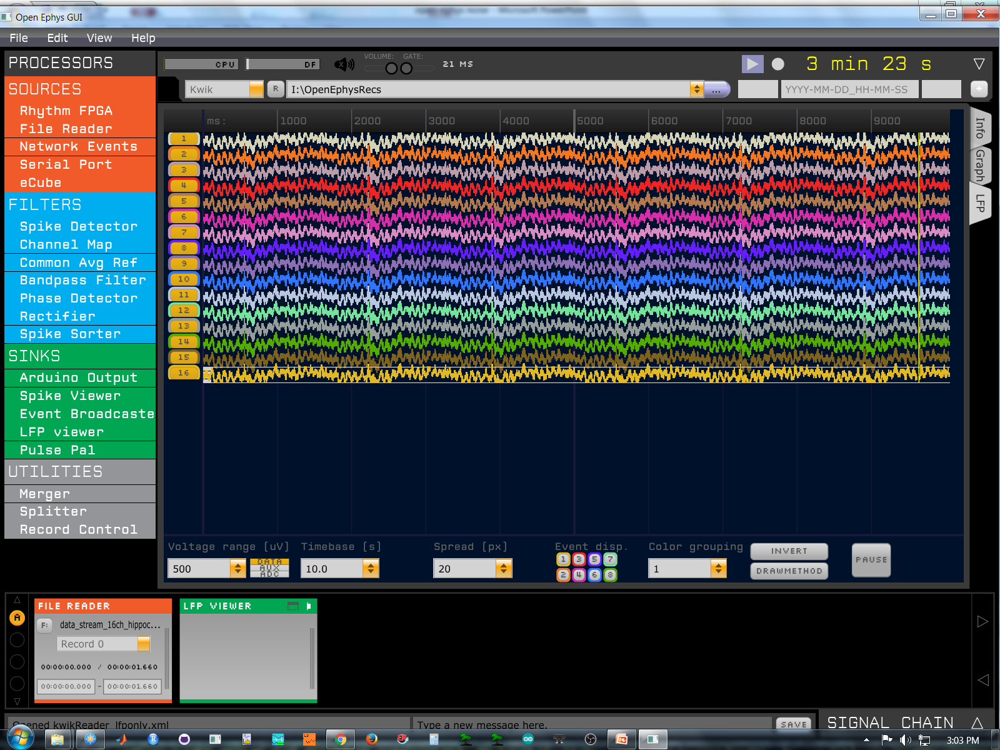 Open Ephys GUI
File Edit View Help
PROCESSORS
SOURCES
Rhythm FPGA
File Reader
Network Events
Serial Port
eCube
FILTERS
Spike Detector
Channel Map
Common Avg Ref
Bandpass Filter
Phase Detector
Rectifier
Spike Sorter
SINKS
Arduino Output
Spike Viewer
Event Broadcaste
LFP viewer
Pulse Pal
UTILITIES
Merger
Splitter
Record Control
CPU DF VOLUME: GATE: 21 MS 3 min 23 s
Kwik R I:\OpenEphysRecs ... YYYY-MM-DD_HH-MM-SS +
ms: 1000 2000 3000 4000 5000 6000 7000 8000 9000
1
2
3
4
5
6
7
8
9
10
11
12
13
14
15
16
Info
Graph
LFP
Voltage range (uV) Timebase (s) Spread (px) Event disp. Color grouping
500 DATA AUX ADC 10.0 20 1 3 5 7 2 4 6 8 1 INVERT DRAWMETHOD PAUSE
A
FILE READER
F: data_stream_16ch_hippoc...
Record 0
00:00:00.000 / 00:00:01.660
00:00:00.000 - 00:00:01.660
LFP VIEWER
Opened kwikReader_lfponly.xml Type a new message here. SAVE SIGNAL CHAIN
3:03 PM